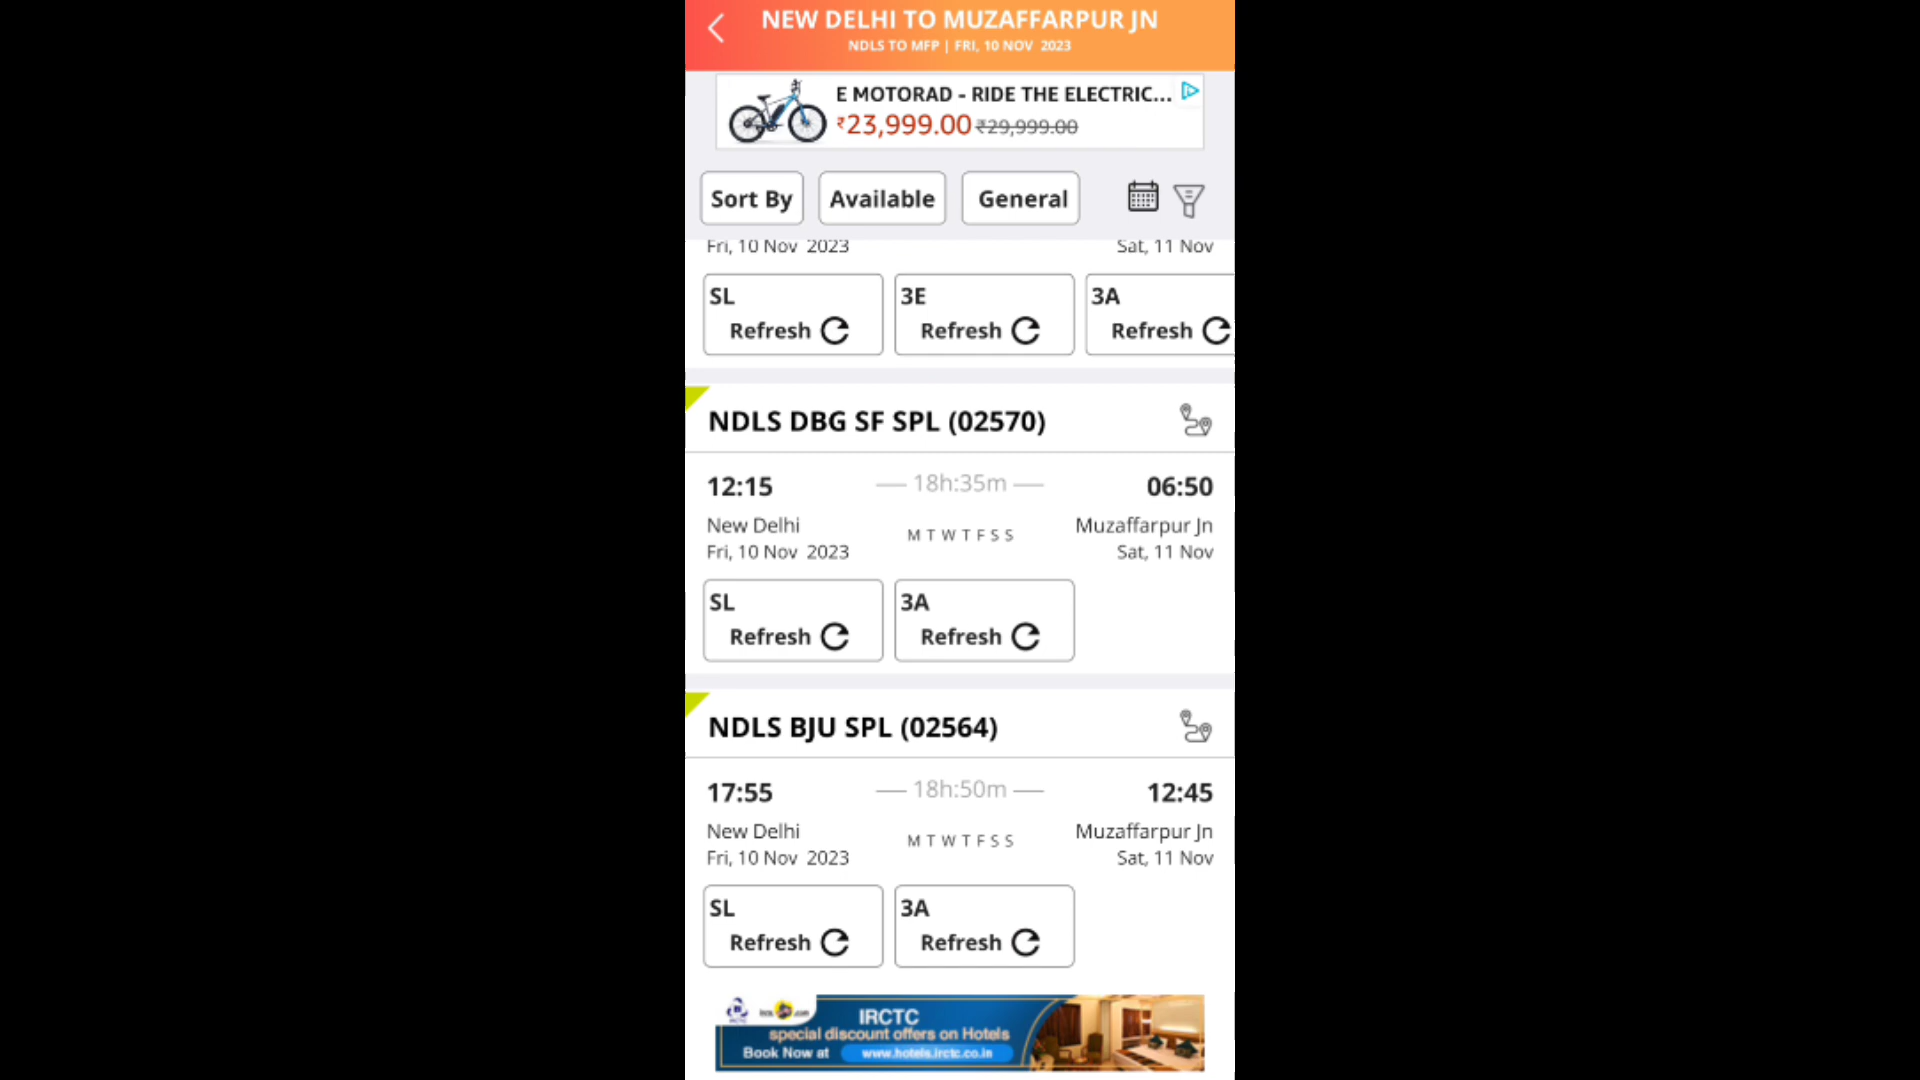 NEW DELHI TO MUZAFFARPUR JN
NDLS TO MFP | FRI, 10 NOV 2023
E MOTORAD - RIDE THE ELECTRIC...
₹23,999.00 ₹29,999.00
Sort By Available General
Fri, 10 Nov 2023 Sat, 11 Nov
SL 3E 3A
Refresh Refresh Refresh
NDLS DBG SF SPL (02570)
12:15 18h:35m 06:50
New Delhi M T W T F S S Muzaffarpur Jn
Fri, 10 Nov 2023 Sat, 11 Nov
SL 3A
Refresh Refresh
NDLS BJU SPL (02564)
17:55 18h:50m 12:45
New Delhi M T W T F S S Muzaffarpur Jn
Fri, 10 Nov 2023 Sat, 11 Nov
SL 3A
Refresh Refresh
IRCTC
special discount offers on Hotels
Book Now at www.hotels.irctc.co.in